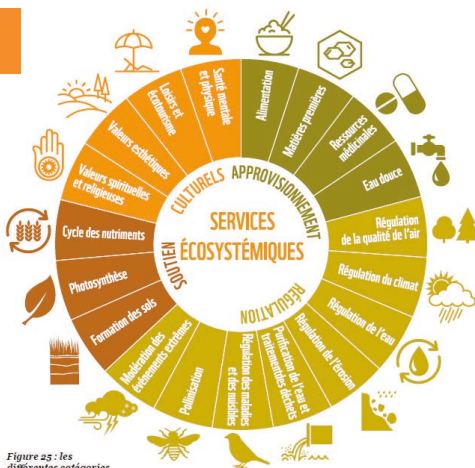 SERVICES
ÉCOSYSTÉMIQUES
APPROVISIONNEMENT
Alimentation
Matières premières
Ressources
médicinales
Eau douce
RÉGULATION
Régulation
de la qualité de l'air
Régulation du climat
Régulation de l'eau
Régulation de l'érosion
Purification de l'eau et
traitementdes déchets
Régulation des maladies
et des nuisibles
Pollinisation
Modération des
événements extrêmes
SOUTIEN
Formation des sols
Photosynthèse
Cycle des nutriments
CULTURELS
Valeurs spirituelles
et religieuses
Valeurs esthétiques
Loisirs et
écotourisme
Santé mentale
et physique
Figure 25 : les
différentes catégories